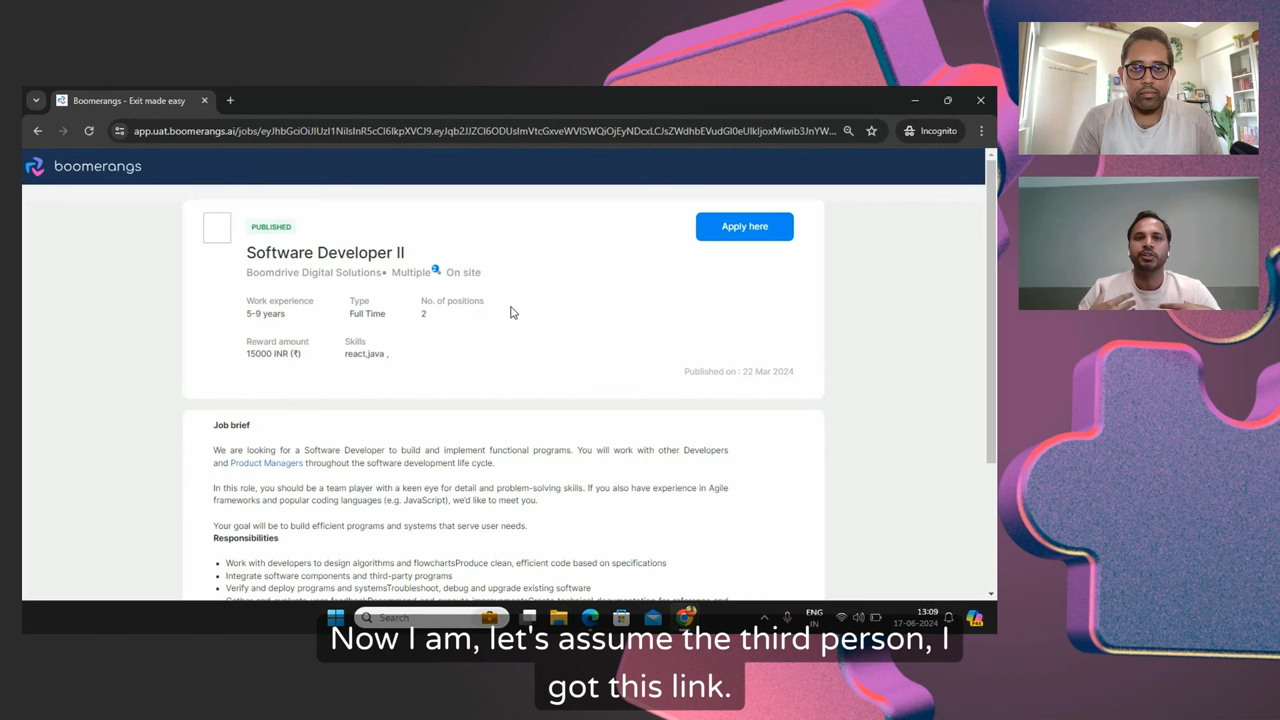 Boomerangs - Exit made easy
app.uat.boomerangs.ai/jobs/eyJhbGciOiJIUzI1NiIsInR5cCI6IkpXVCJ9.eyJqb2JJZCI6ODUsImVtcGxveWVlSWQiOjEyNDcxLCJsZWdhbEVudGl0eUlkIjoxMiwib3JnYW...
Incognito
boomerangs
PUBLISHED
Apply here
Software Developer II
Boomdrive Digital Solutions• Multiple On site
Work experience Type No. of positions
5-9 years Full Time 2
Reward amount Skills
15000 INR (₹) react,java ,
Published on : 22 Mar 2024
Job brief
We are looking for a Software Developer to build and implement functional programs. You will work with other Developers
and Product Managers throughout the software development life cycle.
In this role, you should be a team player with a keen eye for detail and problem-solving skills. If you also have experience in Agile
frameworks and popular coding languages (e.g. JavaScript), we'd like to meet you.
Your goal will be to build efficient programs and systems that serve user needs.
Responsibilities
• Work with developers to design algorithms and flowchartsProduce clean, efficient code based on specifications
• Integrate software components and third-party programs
• Verify and deploy programs and systemsTroubleshoot, debug and upgrade existing software
Search
ENG
IN
13:09
17-06-2024
Now I am, let's assume the third person, I
got this link.